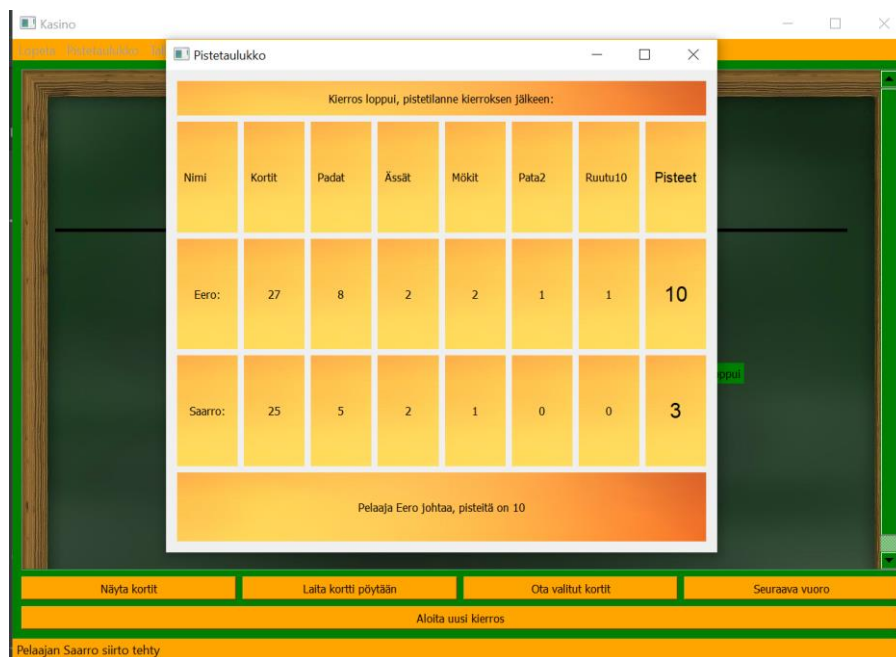 Kasino
Lopeta Pistetaulukko
Pistetaulukko
Kierros loppui, pistetilanne kierroksen jälkeen:
Nimi Kortit Padat Ässät Mökit Pata2 Ruutu10 Pisteet
Eero: 27 8 2 2 1 1 10
Saarro: 25 5 2 1 0 0 3
Pelaaja Eero johtaa, pisteitä on 10
Näyta kortit Laita kortti pöytään Ota valitut kortit Seuraava vuoro
Aloita uusi kierros
Pelaajan Saarro siirto tehty